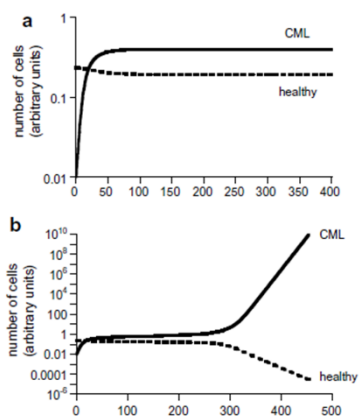 a
number of cells
(arbitrary units)
1
0.1
0.01
CML
healthy
0 50 100 150 200 250 300 350 400
b
number of cells
(arbitrary units)
10^10
10^8
10^6
10^4
100
1
0.01
0.0001
10^-6
CML
healthy
0 100 200 300 400 500